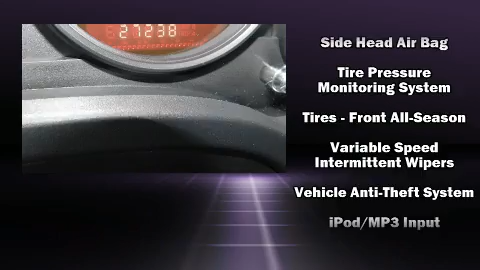 27238
Side Head Air Bag
Tire Pressure
Monitoring System
Tires - Front All-Season
Variable Speed
Intermittent Wipers
Vehicle Anti-Theft System
iPod/MP3 Input